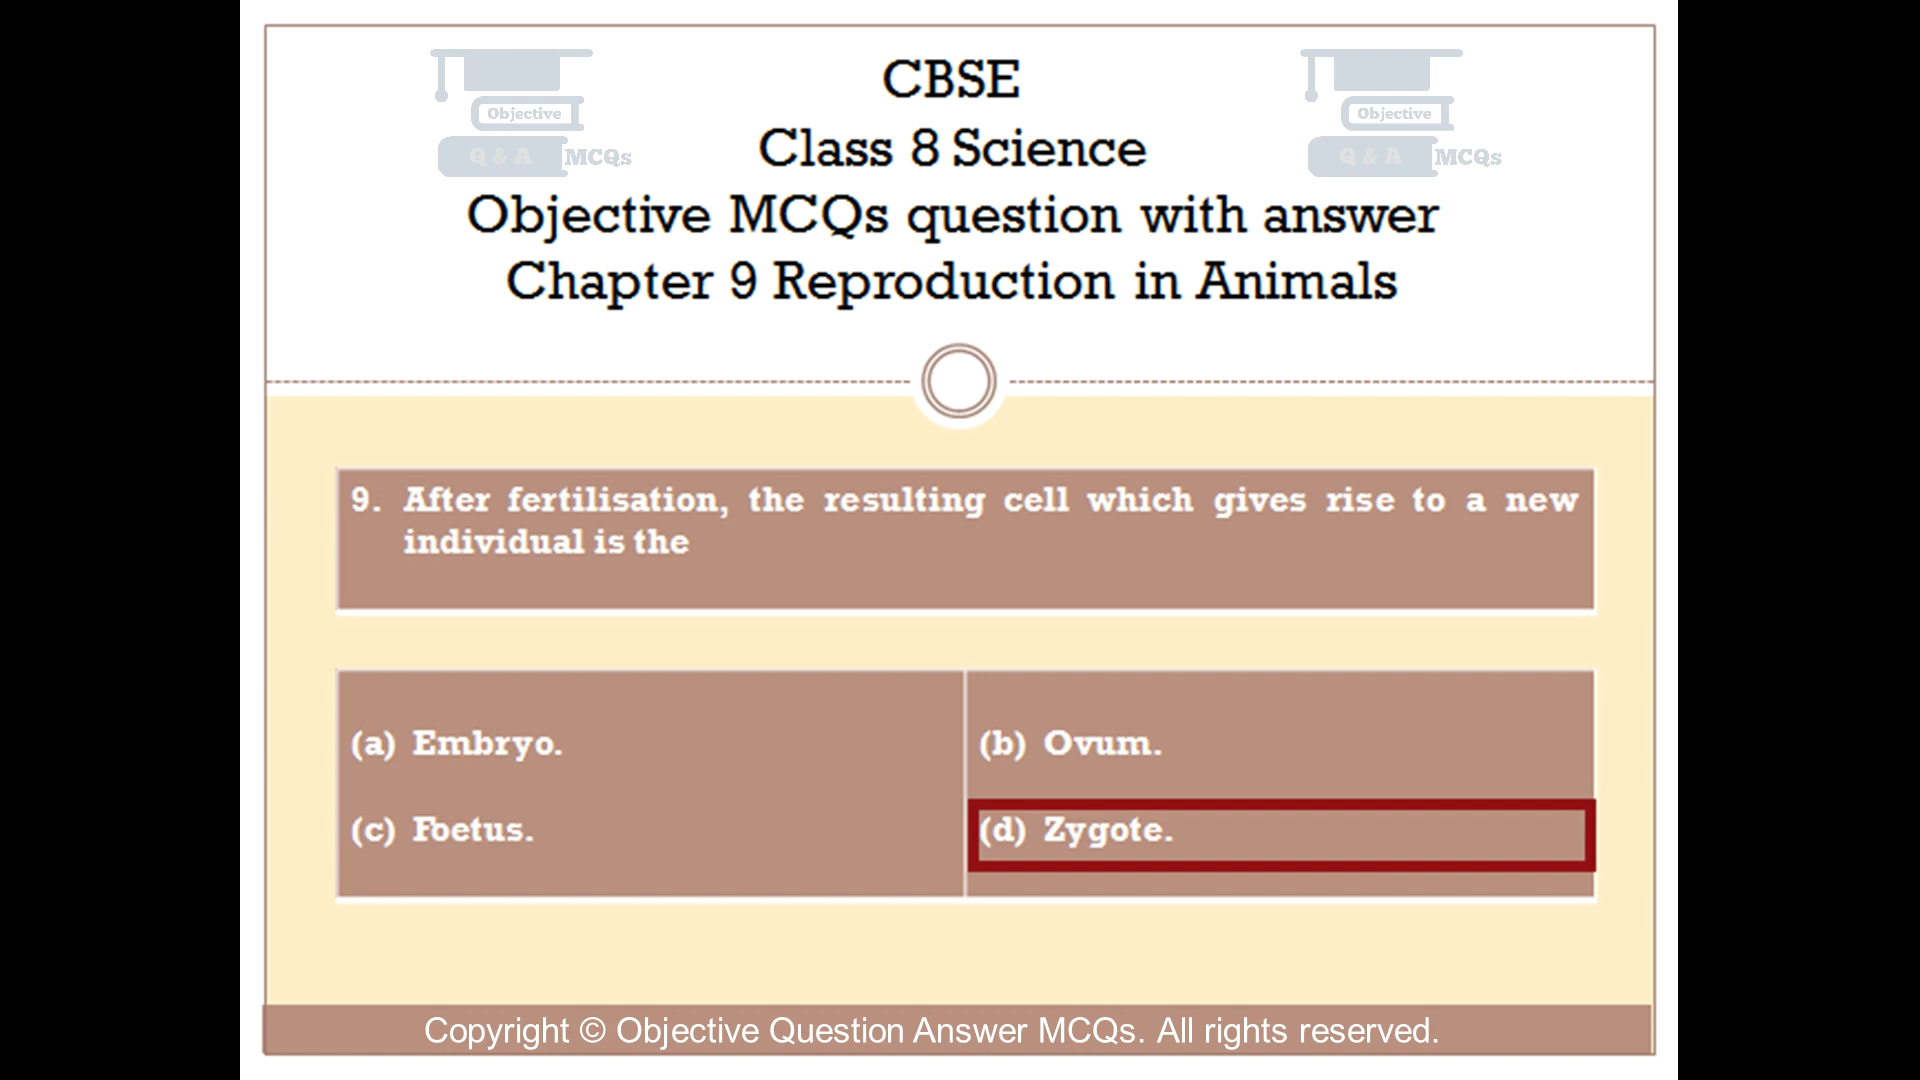 CBSE
Objective
Q & A MCQs
Objective
Q & A MCQs
Class 8 Science
Objective MCQs question with answer
Chapter 9 Reproduction in Animals
9. After fertilisation, the resulting cell which gives rise to a new
individual is the
(a) Embryo.
(b) Ovum.
(c) Foetus.
(d) Zygote.
Copyright © Objective Question Answer MCQs. All rights reserved.